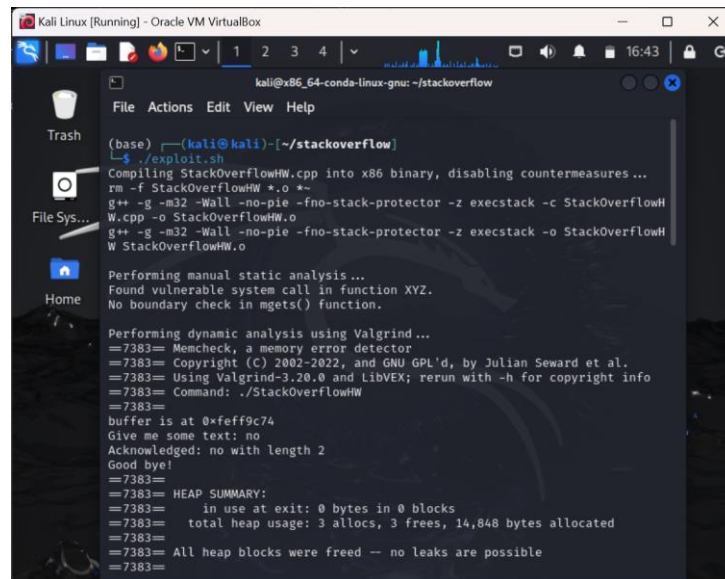 Kali Linux [Running] - Oracle VM VirtualBox
1 2 3 4 16:43
kali@x86_64-conda-linux-gnu: ~/stackoverflow
File Actions Edit View Help
Trash
File Sys...
Home
(base) ┌──(kali㉿kali)-[~/stackoverflow]
└─$ ./exploit.sh
Compiling StackOverflowHW.cpp into x86 binary, disabling countermeasures...
rm -f StackOverflowHW *.o *~
g++ -g -m32 -Wall -no-pie -fno-stack-protector -z execstack -c StackOverflowH
W.cpp -o StackOverflowHW.o
g++ -g -m32 -Wall -no-pie -fno-stack-protector -z execstack -o StackOverflowH
W StackOverflowHW.o
Performing manual static analysis...
Found vulnerable system call in function XYZ.
No boundary check in mgets() function.
Performing dynamic analysis using Valgrind...
==7383== Memcheck, a memory error detector
==7383== Copyright (C) 2002-2022, and GNU GPL'd, by Julian Seward et al.
==7383== Using Valgrind-3.20.0 and LibVEX; rerun with -h for copyright info
==7383== Command: ./StackOverflowHW
==7383==
buffer is at 0xfeff9c74
Give me some text: no
Acknowledged: no with length 2
Good bye!
==7383==
==7383== HEAP SUMMARY:
==7383==     in use at exit: 0 bytes in 0 blocks
==7383==   total heap usage: 3 allocs, 3 frees, 14,848 bytes allocated
==7383==
==7383== All heap blocks were freed -- no leaks are possible
==7383==